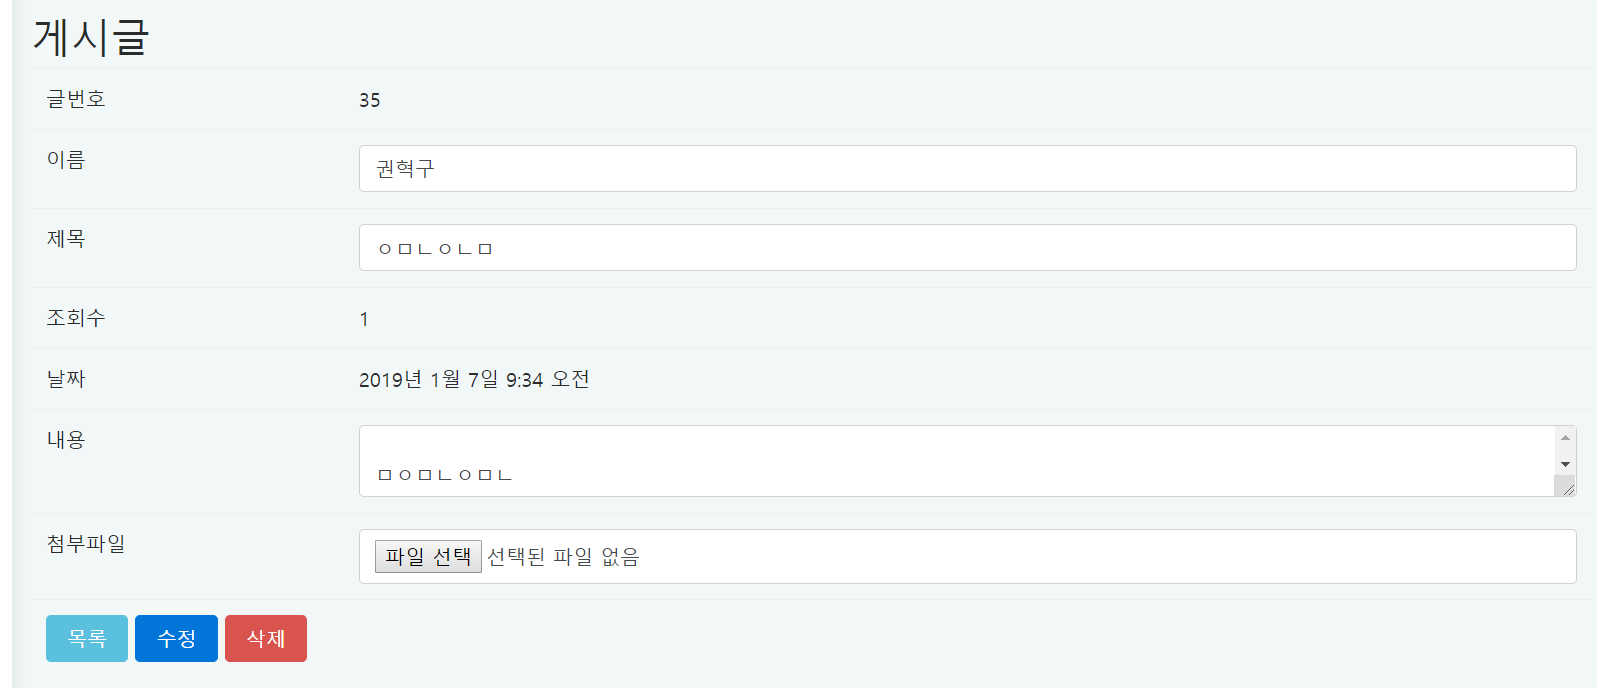 게시글
글번호 35
이름 권혁구
제목 ㅇㅁㄴㅇㄴㅁ
조회수 1
날짜 2019년 1월 7일 9:34 오전
내용 ㅁㅇㅁㄴㅇㅁㄴ
첨부파일 파일 선택 선택된 파일 없음
목록 수정 삭제